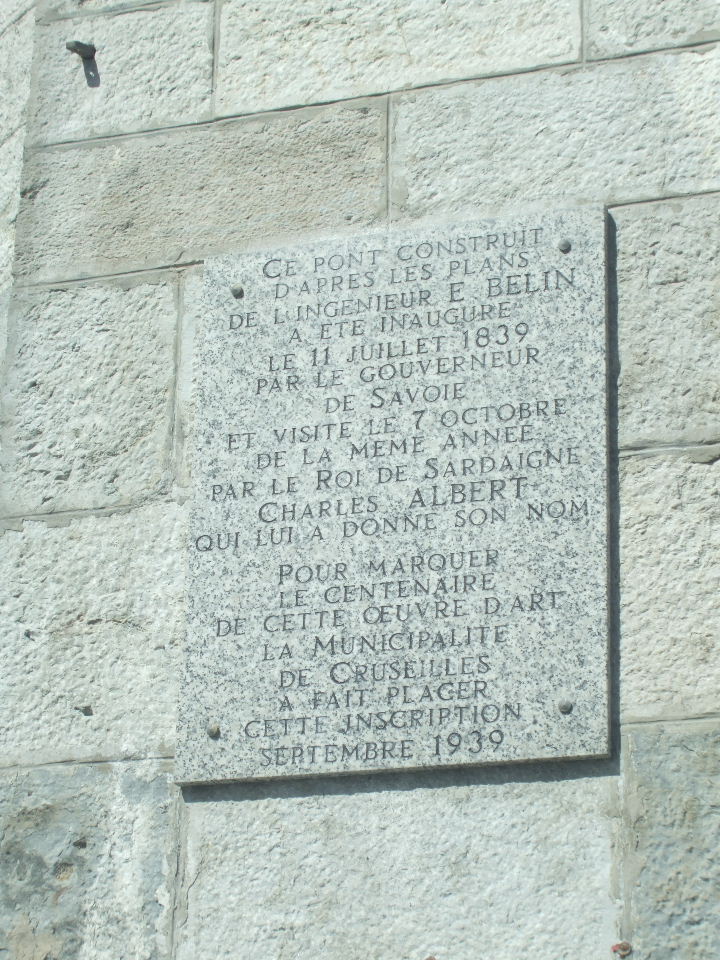 CE PONT CONSTRUIT
D'APRES LES PLANS
DE L'INGENIEUR E. BELIN
A ETE INAUGURE
LE 11 JUILLET 1839
PAR LE GOUVERNEUR
DE SAVOIE
ET VISITE LE 7 OCTOBRE
DE LA MEME ANNEE
PAR LE ROI DE SARDAIGNE
CHARLES ALBERT
QUI LUI A DONNE SON NOM
POUR MARQUER
LE CENTENAIRE
DE CETTE ŒUVRE D'ART
LA MUNICIPALITE
DE CRUSEILLES
A FAIT PLACER
CETTE INSCRIPTION
SEPTEMBRE 1939